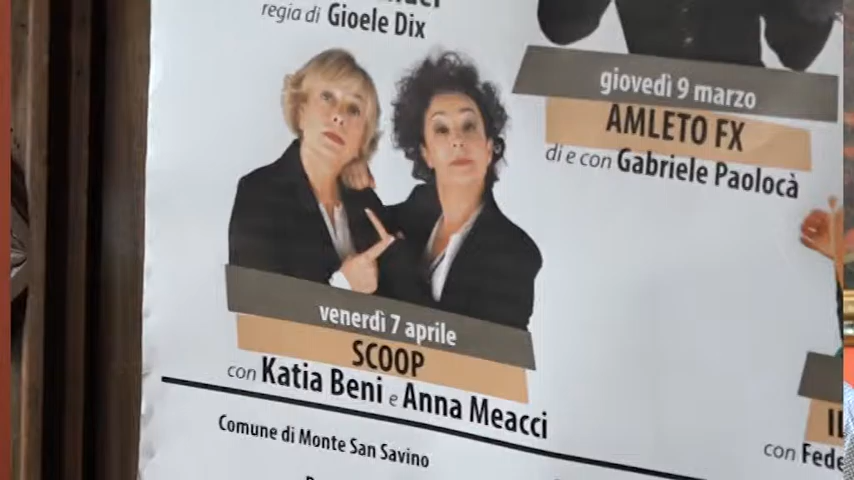 regia di Gioele Dix
giovedì 9 marzo
AMLETO FX
di e con Gabriele Paolocà
venerdì 7 aprile
SCOOP
con Katia Beni e Anna Meacci
Comune di Monte San Savino
con